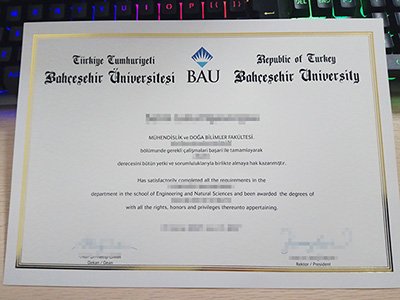 Türkiye Cumhuriyeti
Bahçeşehir Üniversitesi
BAU
Republic of Turkey
Bahçeşehir University
MÜHENDİSLİK ve DOĞA BİLİMLER FAKÜLTESİ
bölümünde gerekli çalışmaları başarı ile tamamlayarak
derecesini bütün yetki ve sorumluluklarıyla birlikte almaya hak kazanmıştır.
Has satisfactorily completed all the requirements in the
department in the school of Engineering and Natural Sciences and been awarded the degrees of
with all the rights, honors and privileges thereunto appertaining.
Dekan / Dean
Rektör / President